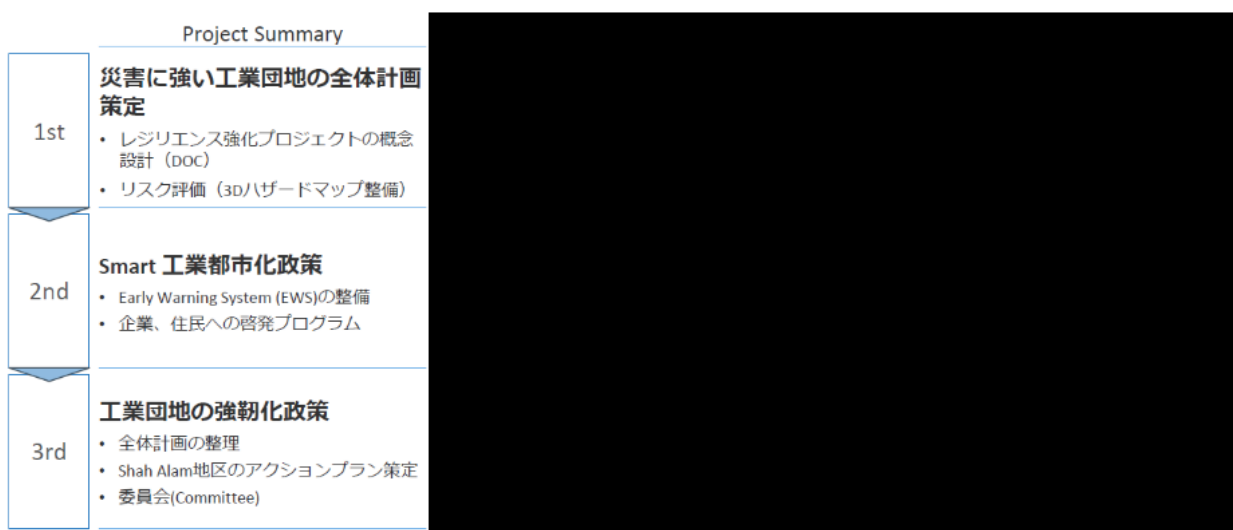 Project Summary
1st
災害に強い工業団地の全体計画
策定
• レジリエンス強化プロジェクトの概念
設計（DOC）
• リスク評価（3Dハザードマップ整備）
2nd
Smart 工業都市化政策
• Early Warning System (EWS)の整備
• 企業、住民への啓発プログラム
3rd
工業団地の強靭化政策
• 全体計画の整理
• Shah Alam地区のアクションプラン策定
• 委員会(Committee)